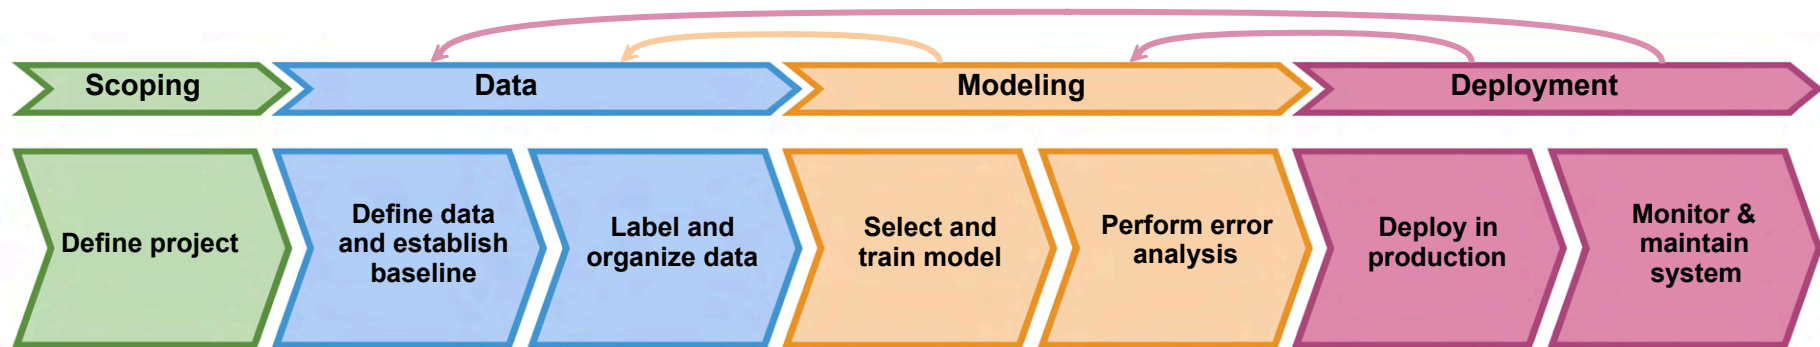 Scoping
Data
Modeling
Deployment
Define project
Define data
and establish
baseline
Label and
organize data
Select and
train model
Perform error
analysis
Deploy in
production
Monitor &
maintain
system